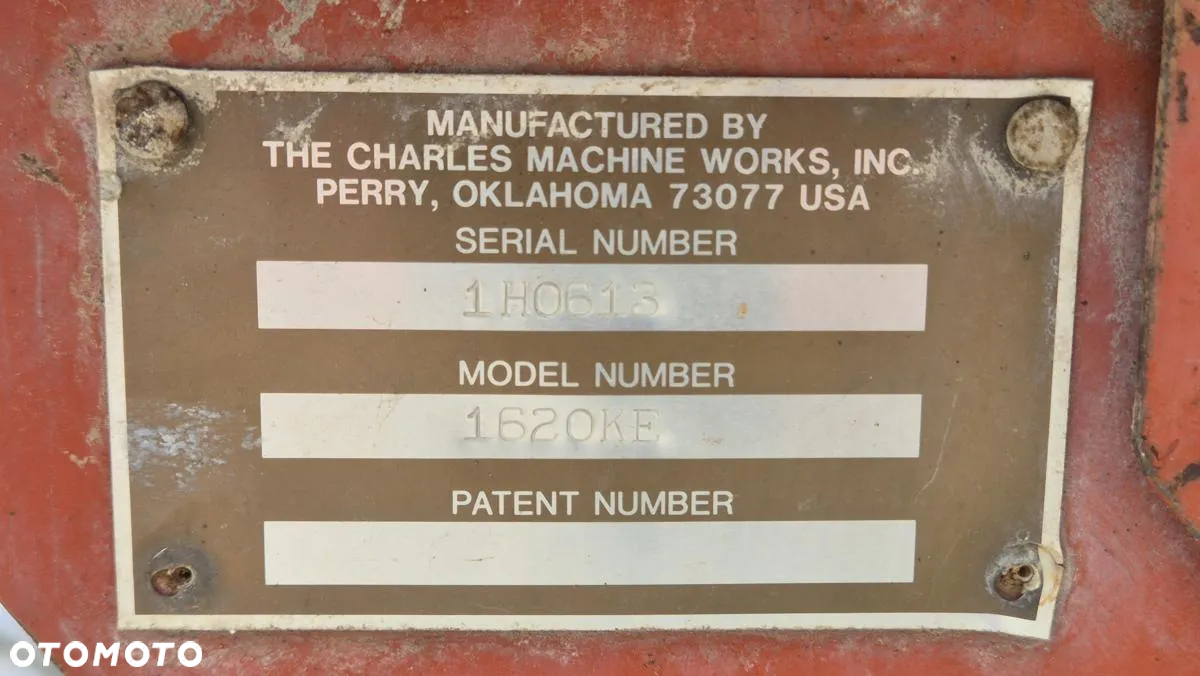 MANUFACTURED BY
THE CHARLES MACHINE WORKS, INC.
PERRY, OKLAHOMA 73077 USA
SERIAL NUMBER
1H0613
MODEL NUMBER
1620KE
PATENT NUMBER
OTOMOTO